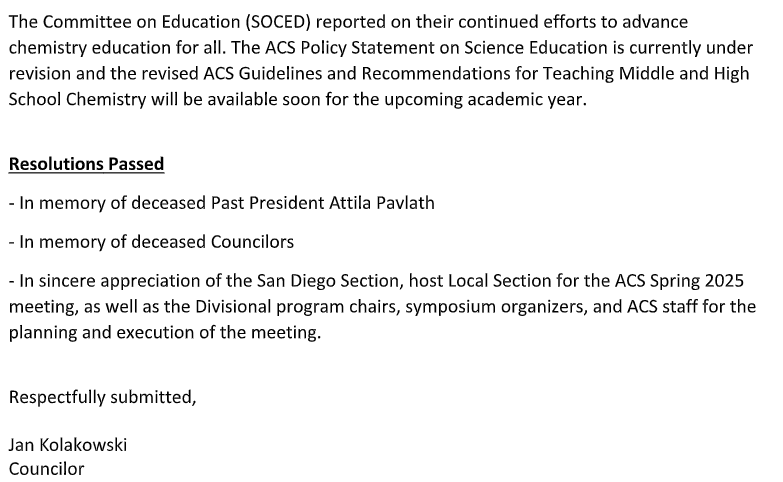 The Committee on Education (SOCED) reported on their continued efforts to advance
chemistry education for all. The ACS Policy Statement on Science Education is currently under
revision and the revised ACS Guidelines and Recommendations for Teaching Middle and High
School Chemistry will be available soon for the upcoming academic year.
Resolutions Passed
- In memory of deceased Past President Attila Pavlath
- In memory of deceased Councilors
- In sincere appreciation of the San Diego Section, host Local Section for the ACS Spring 2025
meeting, as well as the Divisional program chairs, symposium organizers, and ACS staff for the
planning and execution of the meeting.
Respectfully submitted,
Jan Kolakowski
Councilor